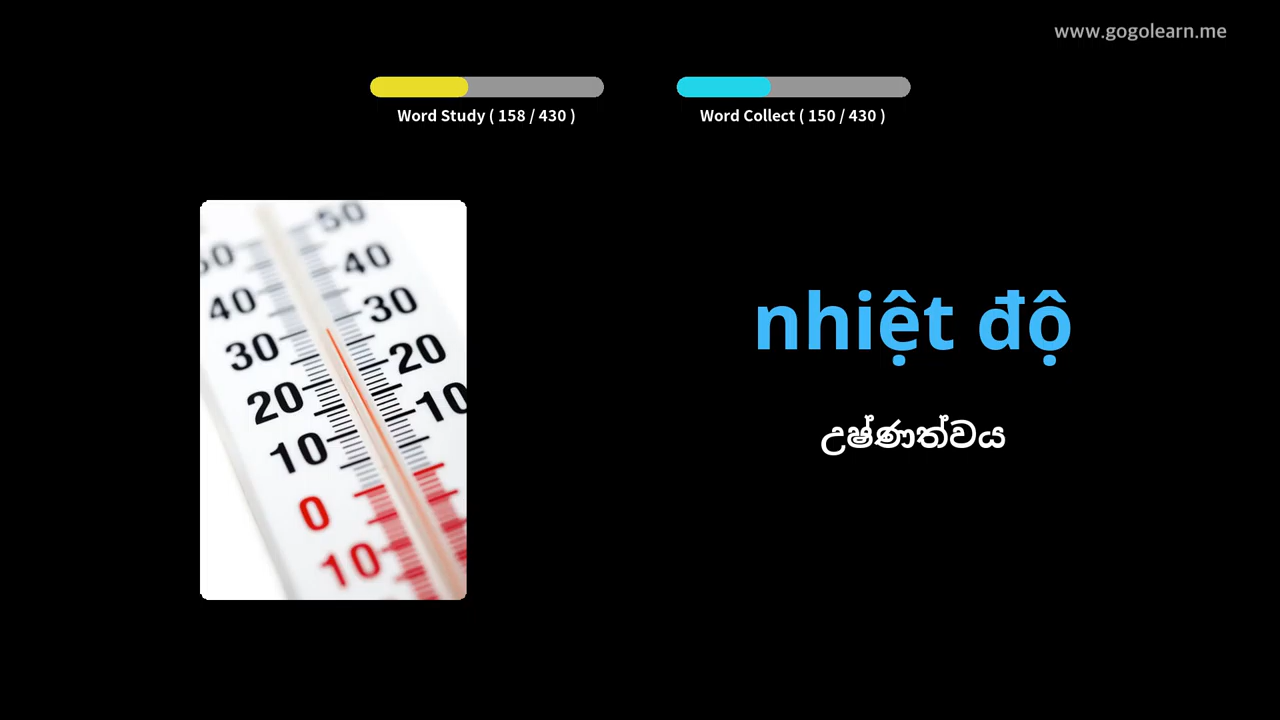 www.gogolearn.me
Word Study ( 158 / 430 )
Word Collect ( 150 / 430 )
nhiệt độ
උෂ්ණත්වය
50
50
40
40
30
30
20
20
10
10
0
10